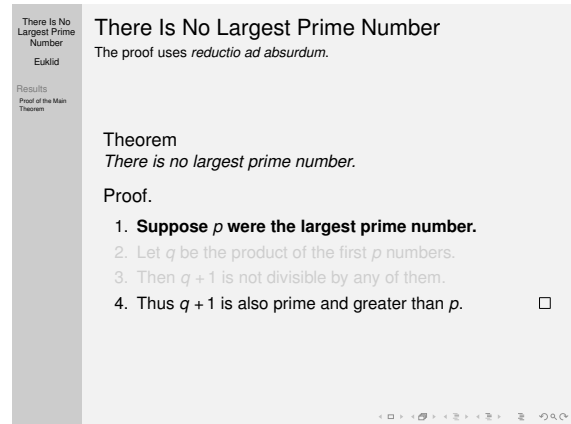 There Is No
Largest Prime
Number
Euklid
Results
Proof of the Main
Theorem
There Is No Largest Prime Number
The proof uses reductio ad absurdum.
Theorem
There is no largest prime number.
Proof.
1. Suppose p were the largest prime number.
2. Let q be the product of the first p numbers.
3. Then q + 1 is not divisible by any of them.
4. Thus q + 1 is also prime and greater than p.